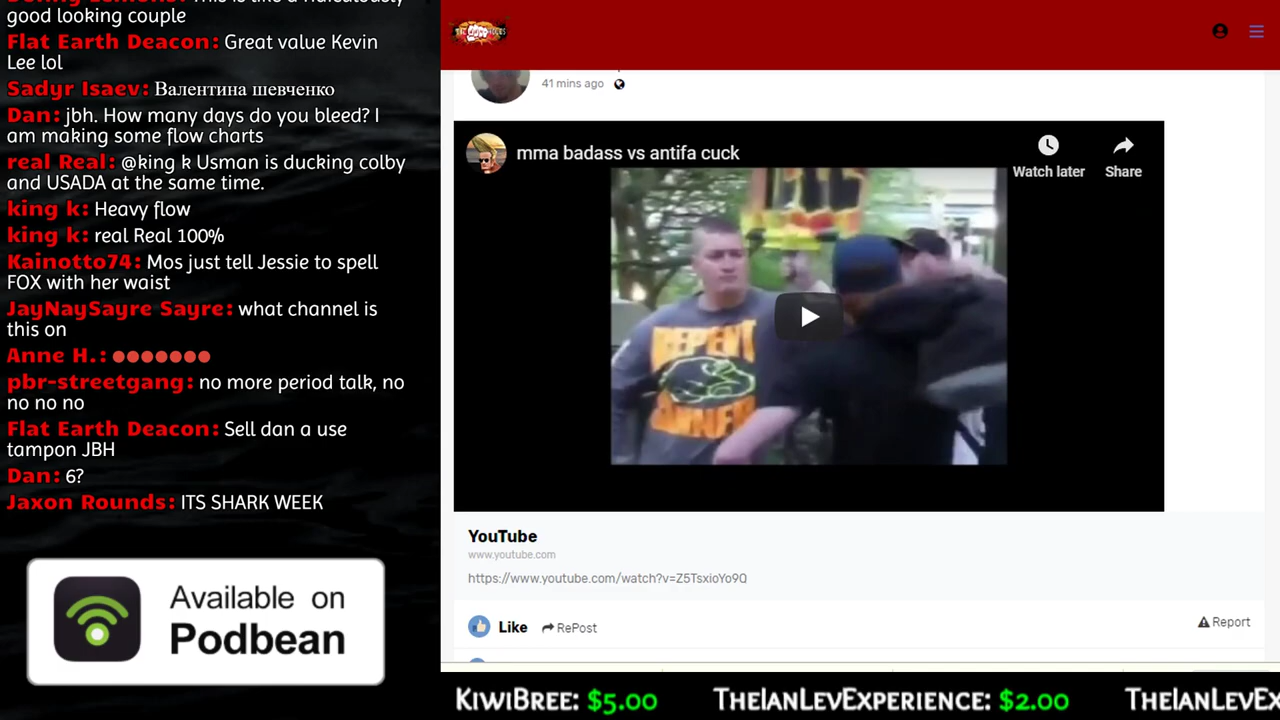 good looking couple
Flat Earth Deacon: Great value Kevin
Lee lol
Sadyr Isaev: Валентина шевченко
Dan: jbh. How many days do you bleed? I
am making some flow charts
real Real: @king k Usman is ducking colby
and USADA at the same time.
king k: Heavy flow
king k: real Real 100%
Kainotto74: Mos just tell Jessie to spell
FOX with her waist
JayNaySayre Sayre: what channel is
this on
Anne H.:
pbr-streetgang: no more period talk, no
no no no
Flat Earth Deacon: Sell dan a use
tampon JBH
Dan: 6?
Jaxon Rounds: ITS SHARK WEEK
Available on
Podbean
41 mins ago
mma badass vs antifa cuck
Watch later
Share
REPENT
YouTube
www.youtube.com
https://www.youtube.com/watch?v=Z5TsxioYo9Q
Like
RePost
Report
KiwiBree: $5.00 TheIanLevExperience: $2.00 TheIanLevEx